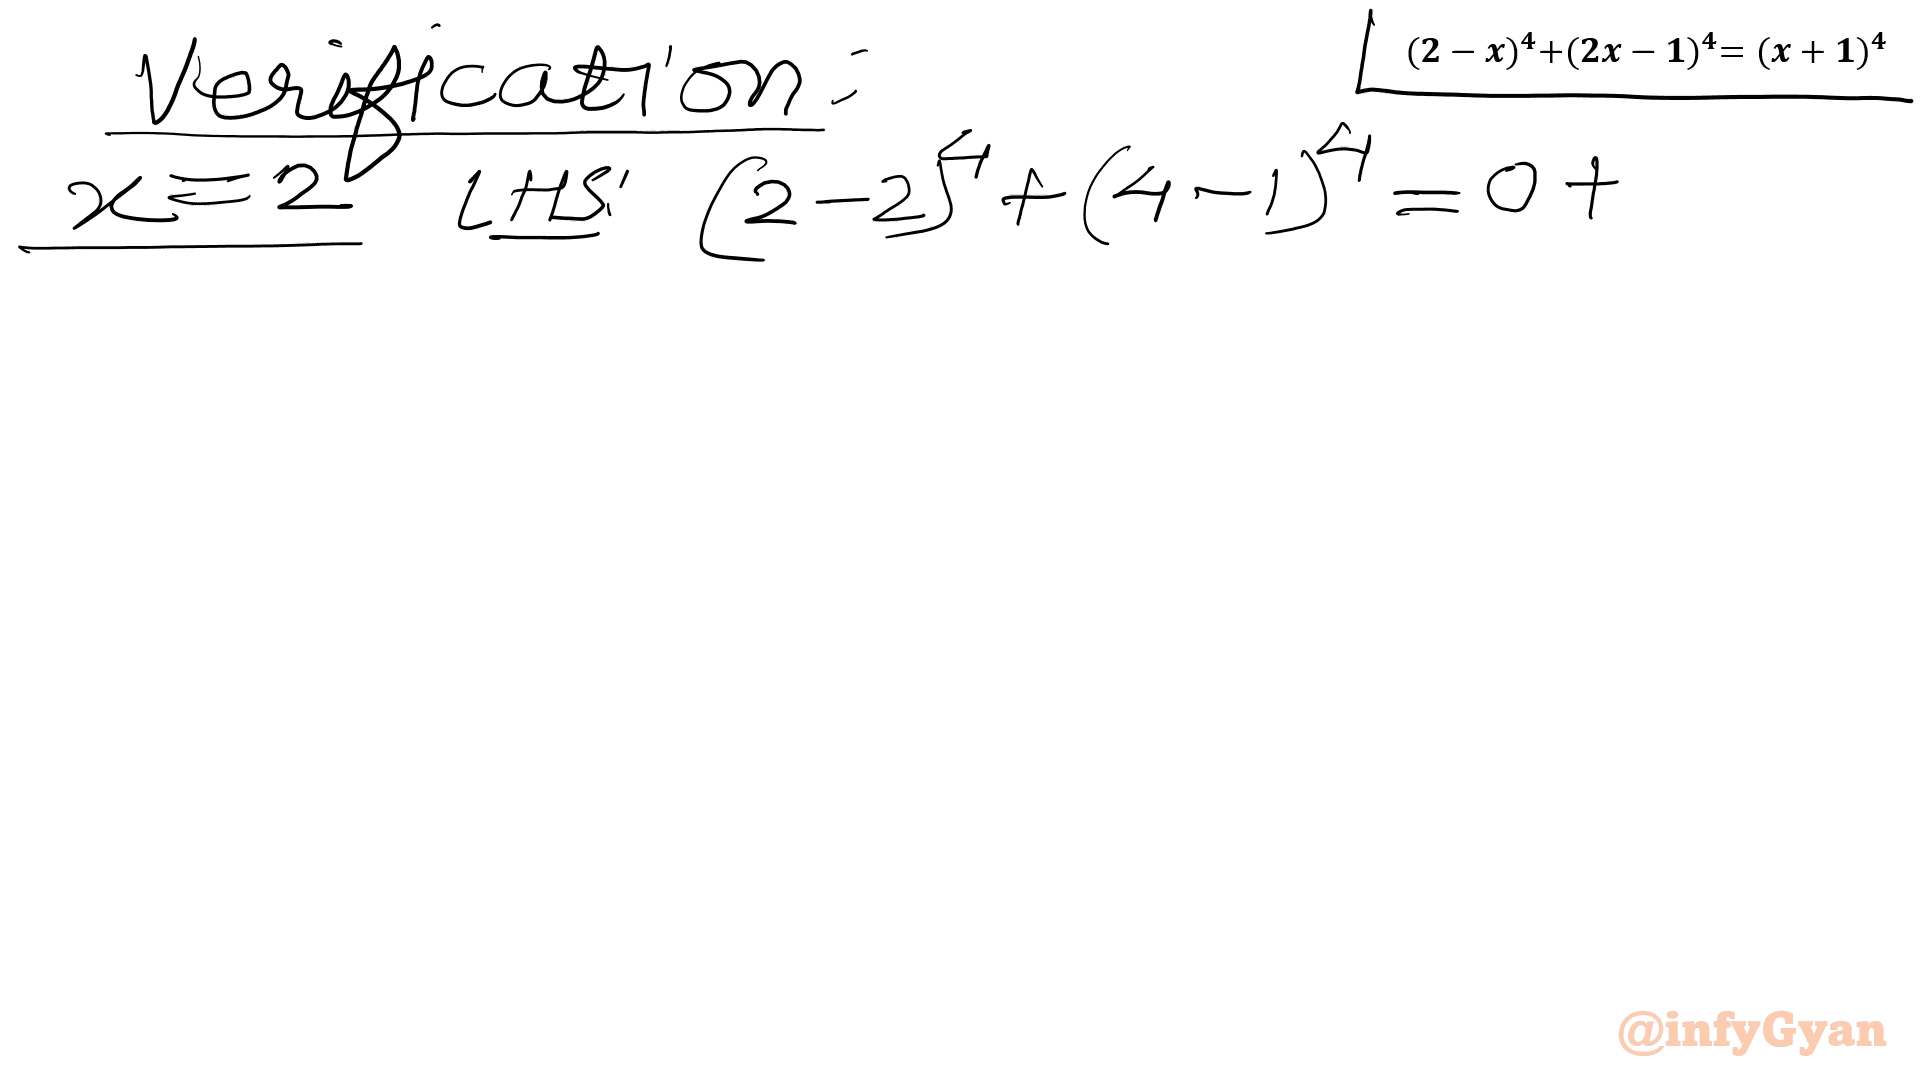 Verification:
(2 − x)⁴+(2x − 1)⁴= (x + 1)⁴
x = 2 LHS: (2 − 2)⁴ + (4 − 1)⁴ = 0 +
@infyGyan